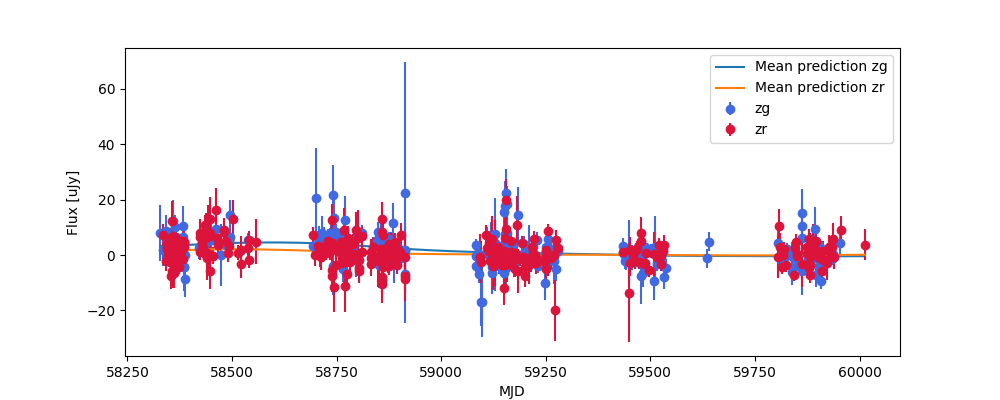 Mean prediction zg
Mean prediction zr
zg
zr
Flux [uJy]
60
40
20
0
−20
58250 58500 58750 59000 59250 59500 59750 60000
MJD